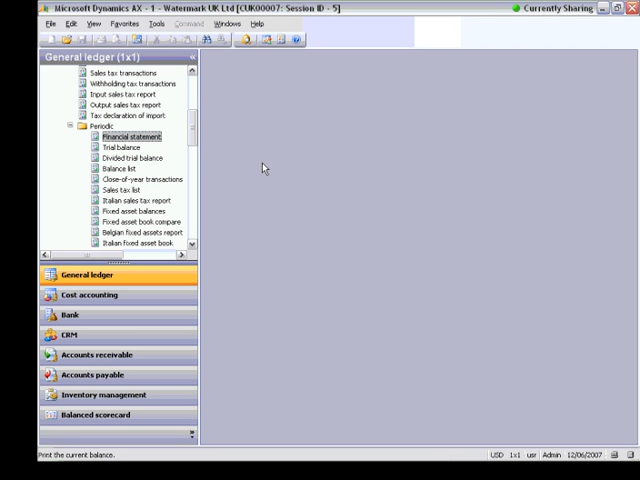 Microsoft Dynamics AX - 1 - Watermark UK Ltd [CUK00007: Session ID - 5]
Currently Sharing
File Edit View Favorites Tools Command Windows Help
General ledger (1x1)
Sales tax transactions
Withholding tax transactions
Input sales tax report
Output sales tax report
Tax declaration of import
Periodic
Financial statement
Trial balance
Divided trial balance
Balance list
Close-of-year transactions
Sales tax list
Italian sales tax report
Fixed asset balances
Fixed asset book compare
Belgian fixed assets report
Italian fixed asset book
General ledger
Cost accounting
Bank
CRM
Accounts receivable
Accounts payable
Inventory management
Balanced scorecard
Print the current balance.
USD 1x1 usr Admin 12/06/2007